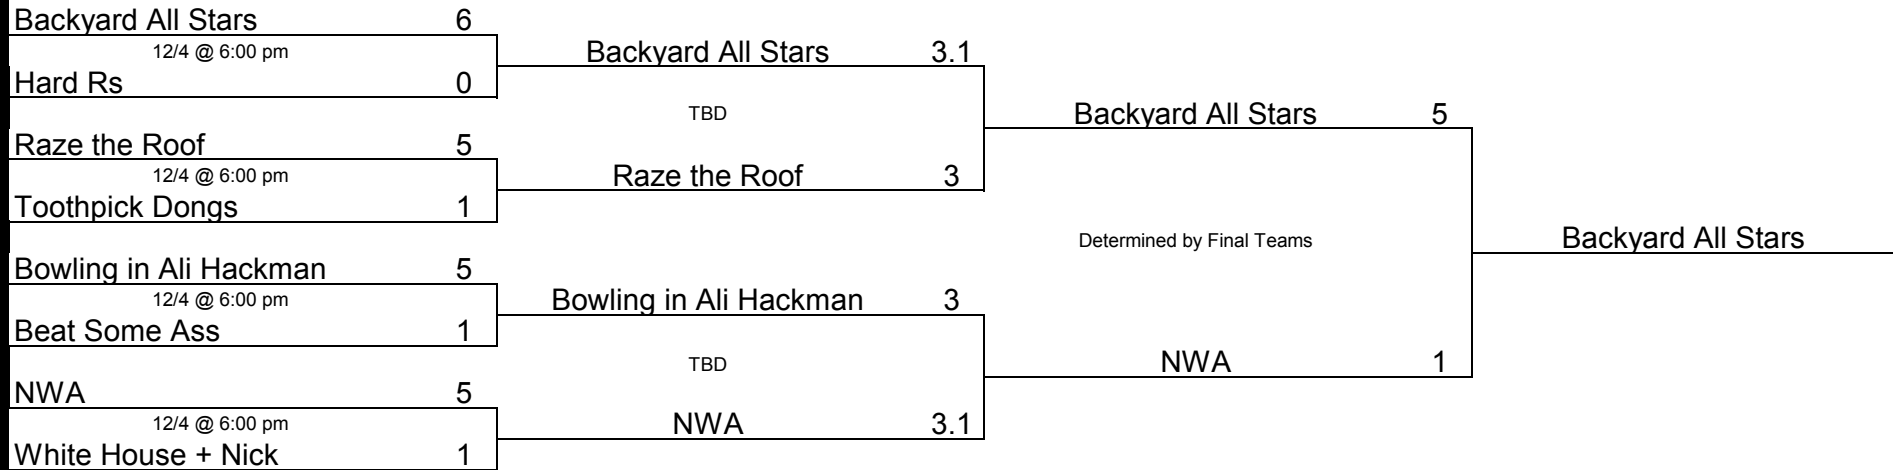 Backyard All Stars 6
12/4 @ 6:00 pm
Hard Rs 0
Raze the Roof 5
12/4 @ 6:00 pm
Toothpick Dongs 1
Bowling in Ali Hackman 5
12/4 @ 6:00 pm
Beat Some Ass 1
NWA 5
12/4 @ 6:00 pm
White House + Nick 1
Backyard All Stars 3.1
TBD
Raze the Roof 3
Bowling in Ali Hackman 3
TBD
NWA 3.1
Backyard All Stars 5
Determined by Final Teams
NWA 1
Backyard All Stars